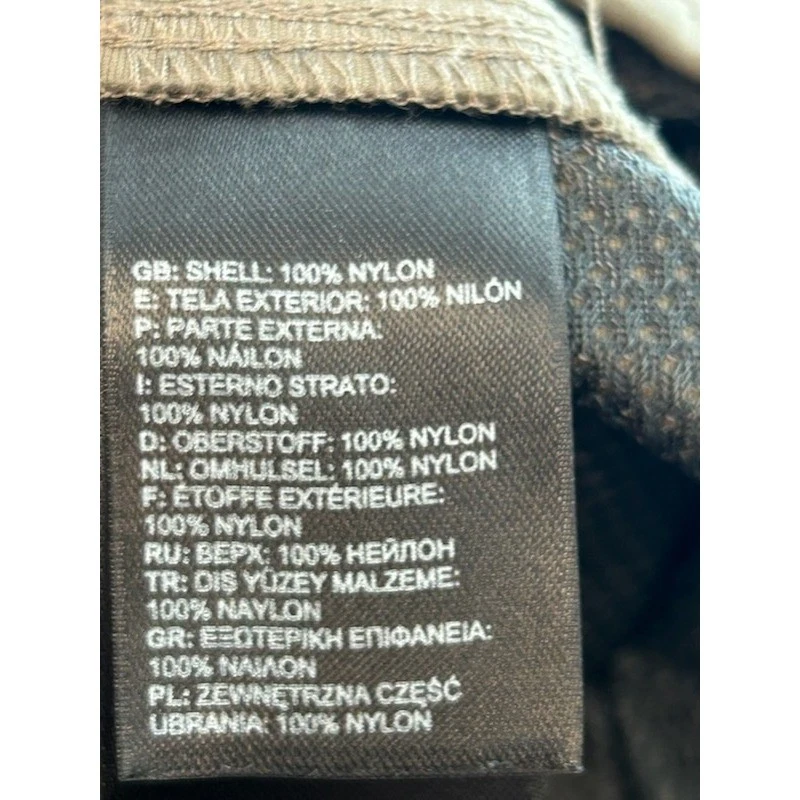 GB: SHELL: 100% NYLON
E: TELA EXTERIOR: 100% NILÓN
P: PARTE EXTERNA:
100% NÁILON
I: ESTERNO STRATO:
100% NYLON
D: OBERSTOFF: 100% NYLON
NL: OMHULSEL: 100% NYLON
F: ÉTOFFE EXTÉRIEURE:
100% NYLON
RU: ВЕРХ: 100% НЕЙЛОН
TR: DIS YÜZEY MALZEME:
100% NAYLON
GR: ΕΞΩΤΕΡΙΚΗ ΕΠΙΦΑΝΕΙΑ:
100% ΝΑΙΛΟΝ
PL: ZEWNĘTRZNA CZĘŚĆ
UBRANIA: 100% NYLON